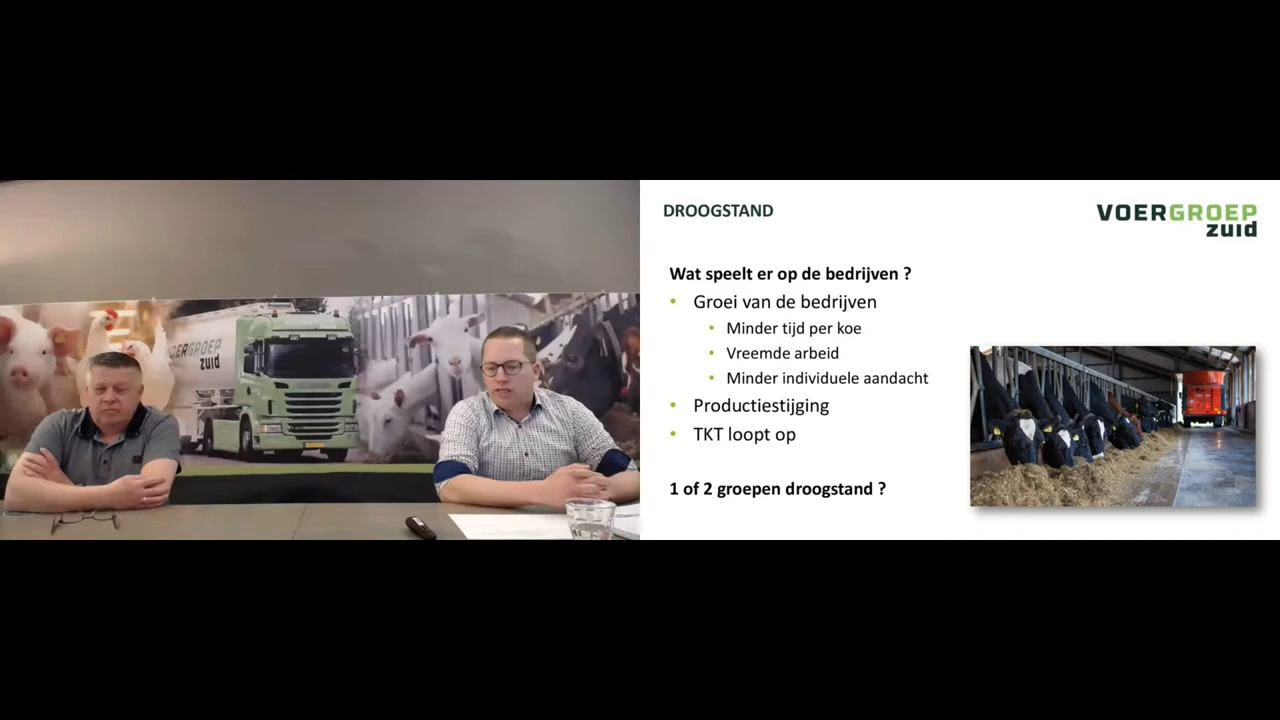 VOERGROEP
zuid
DROOGSTAND
VOERGROEP
zuid
Wat speelt er op de bedrijven ?
• Groei van de bedrijven
• Minder tijd per koe
• Vreemde arbeid
• Minder individuele aandacht
• Productiestijging
• TKT loopt op
1 of 2 groepen droogstand ?